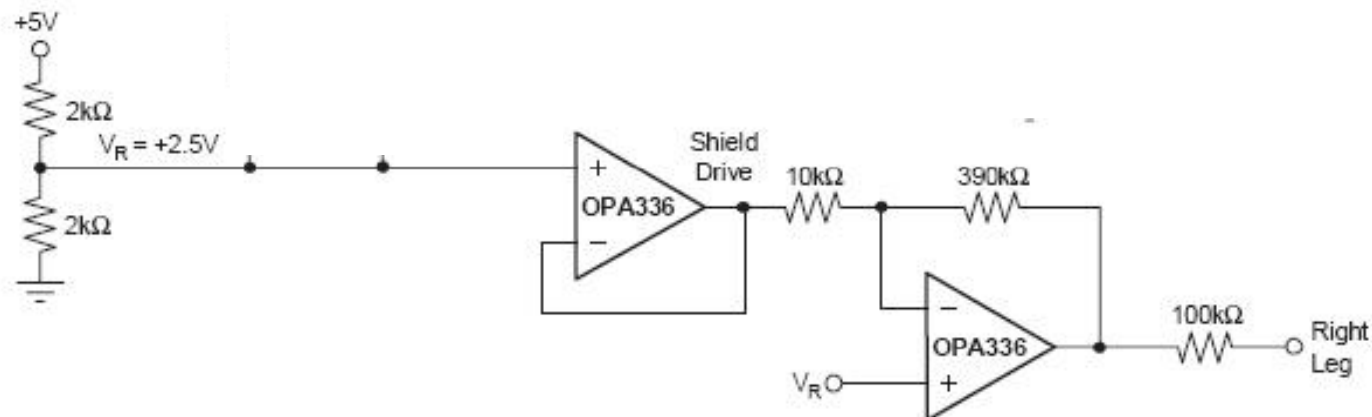 +5V
2kΩ
V_R = +2.5V
2kΩ
+
OPA336
−
Shield
Drive
10kΩ
390kΩ
−
OPA336
+
V_R
100kΩ
Right
Leg